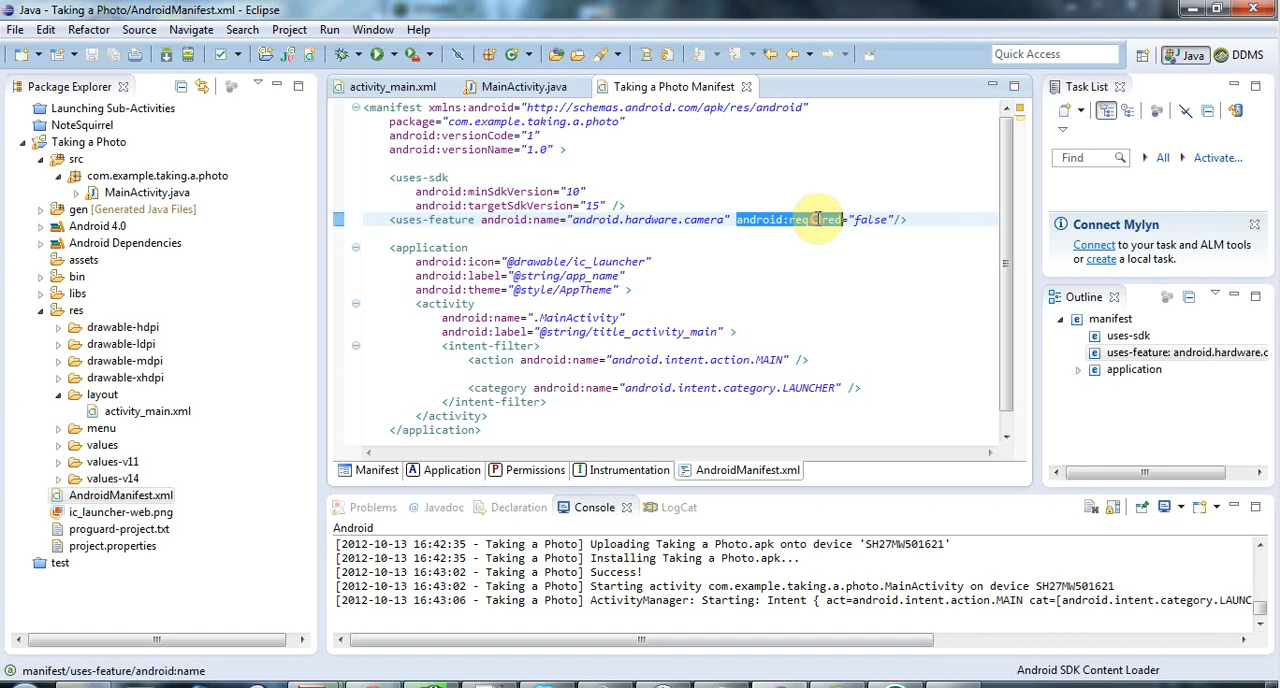 Java - Taking a Photo/AndroidManifest.xml - Eclipse
File Edit Refactor Source Navigate Search Project Run Window Help
Quick Access
Java
DDMS
Package Explorer
Launching Sub-Activities
NoteSquirrel
Taking a Photo
src
com.example.taking.a.photo
MainActivity.java
gen [Generated Java Files]
Android 4.0
Android Dependencies
assets
bin
libs
res
drawable-hdpi
drawable-ldpi
drawable-mdpi
drawable-xhdpi
layout
activity_main.xml
menu
values
values-v11
values-v14
AndroidManifest.xml
ic_launcher-web.png
proguard-project.txt
project.properties
test
activity_main.xml
MainActivity.java
Taking a Photo Manifest
<manifest xmlns:android="http://schemas.android.com/apk/res/android"
package="com.example.taking.a.photo"
android:versionCode="1"
android:versionName="1.0" >
<uses-sdk
android:minSdkVersion="10"
android:targetSdkVersion="15" />
<uses-feature android:name="android.hardware.camera" android:required="false"/>
<application
android:icon="@drawable/ic_launcher"
android:label="@string/app_name"
android:theme="@style/AppTheme" >
<activity
android:name=".MainActivity"
android:label="@string/title_activity_main" >
<intent-filter>
<action android:name="android.intent.action.MAIN" />
<category android:name="android.intent.category.LAUNCHER" />
</intent-filter>
</activity>
</application>
Manifest
A Application
P Permissions
I Instrumentation
AndroidManifest.xml
Task List
Find
All
Activate...
Connect Mylyn
Connect to your task and ALM tools
or create a local task.
Outline
manifest
uses-sdk
uses-feature: android.hardware.c
application
Problems
@ Javadoc
Declaration
Console
LogCat
Android
[2012-10-13 16:42:35 - Taking a Photo] Uploading Taking a Photo.apk onto device 'SH27MW501621'
[2012-10-13 16:42:35 - Taking a Photo] Installing Taking a Photo.apk...
[2012-10-13 16:43:02 - Taking a Photo] Success!
[2012-10-13 16:43:02 - Taking a Photo] Starting activity com.example.taking.a.photo.MainActivity on device SH27MW501621
[2012-10-13 16:43:06 - Taking a Photo] ActivityManager: Starting: Intent { act=android.intent.action.MAIN cat=[android.intent.category.LAUNC
manifest/uses-feature/android:name
Android SDK Content Loader